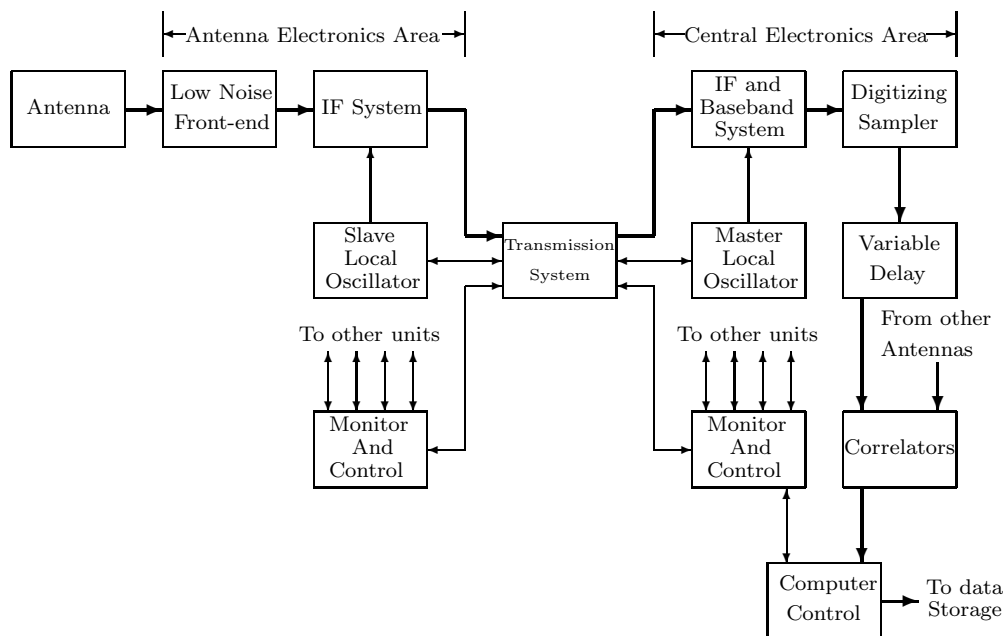 Antenna Electronics Area
Central Electronics Area
Antenna
Low Noise
Front-end
IF System
IF and
Baseband
System
Digitizing
Sampler
Slave
Local
Oscillator
Transmission
System
Master
Local
Oscillator
Variable
Delay
To other units
To other units
From other
Antennas
Monitor
And
Control
Monitor
And
Control
Correlators
Computer
Control
To data
Storage